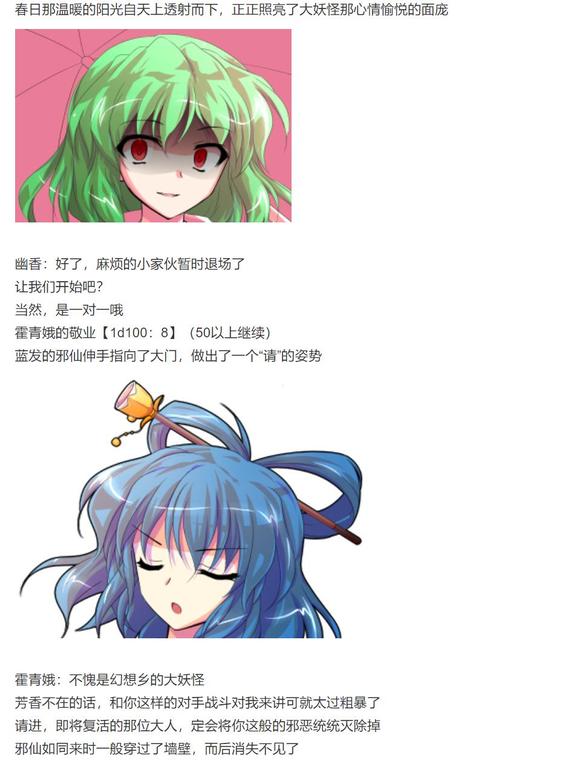 春日那温暖的阳光自天上透射而下，正正照亮了大妖怪那心情愉悦的面庞
幽香：好了，麻烦的小家伙暂时退场了
让我们开始吧？
当然，是一对一哦
霍青娥的敬业【1d100：8】（50以上继续）
蓝发的邪仙伸手指向了大门，做出了一个“请”的姿势
霍青娥：不愧是幻想乡的大妖怪
芳香不在的话，和你这样的对手战斗对我来讲可就太过粗暴了
请进，即将复活的那位大人，定会将你这般的邪恶统统灭除掉
邪仙如同来时一般穿过了墙壁，而后消失不见了